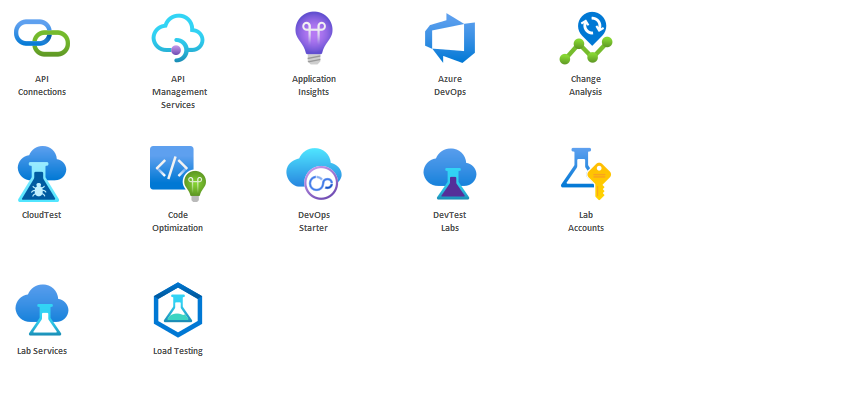 API
Connections
API
Management
Services
Application
Insights
Azure
DevOps
Change
Analysis
CloudTest
Code
Optimization
DevOps
Starter
DevTest
Labs
Lab
Accounts
Lab Services
Load Testing